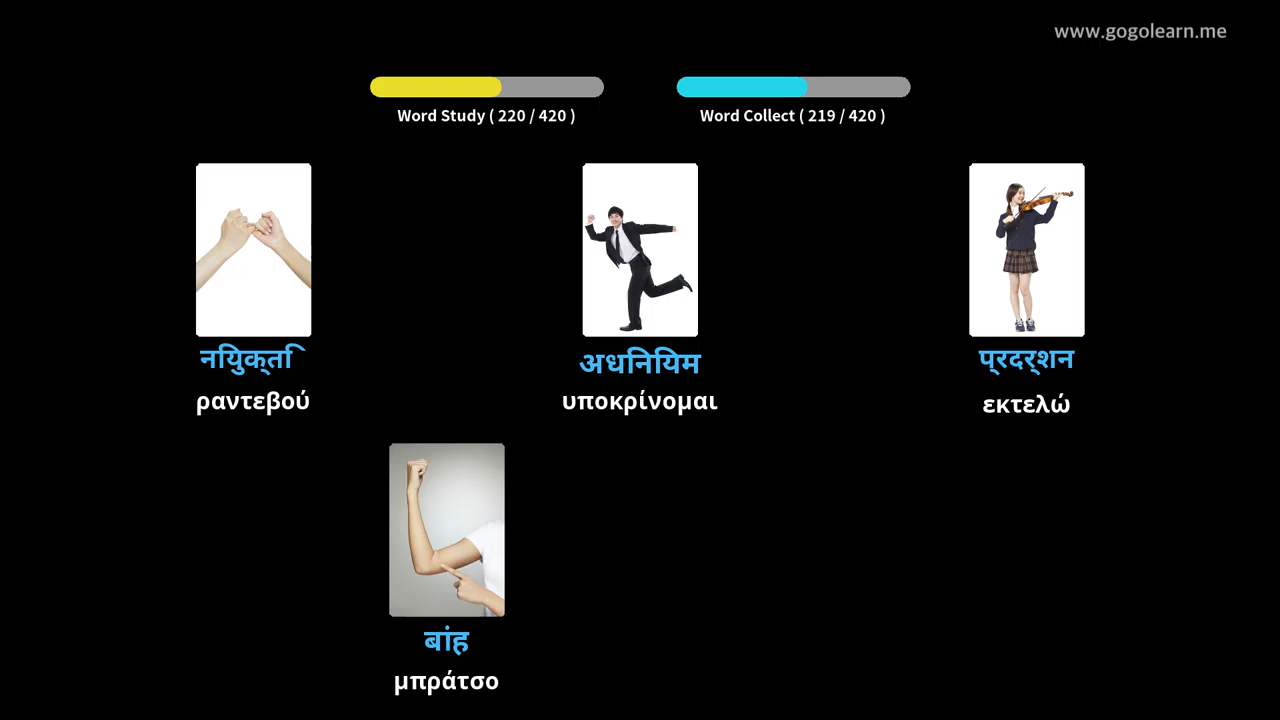 www.gogolearn.me
Word Study ( 220 / 420 )
Word Collect ( 219 / 420 )
नियुक्ति
अधिनियम
प्रदर्शन
ραντεβού
υποκρίνομαι
εκτελώ
बांह
μπράτσο